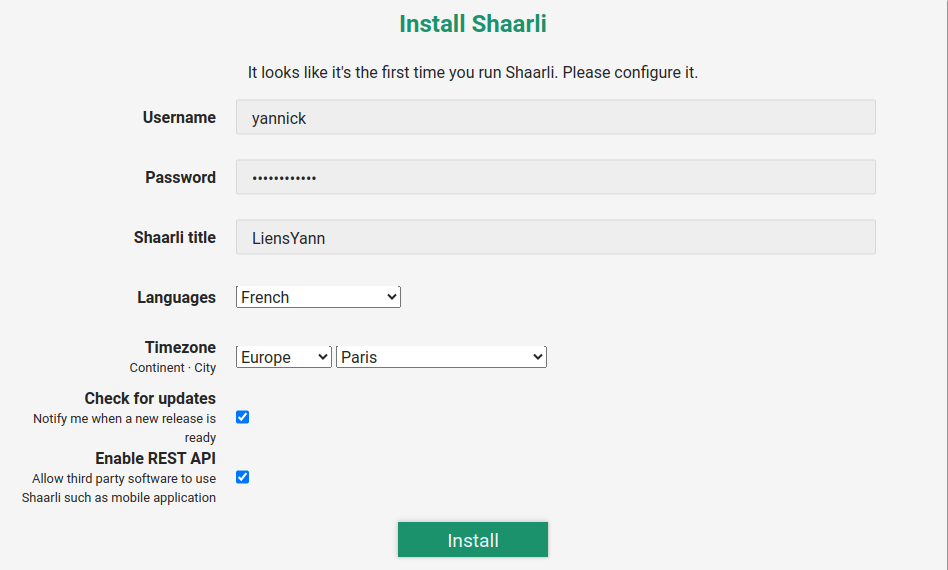 Install Shaarli
It looks like it's the first time you run Shaarli. Please configure it.
Username
yannick
Password
••••••••••••
Shaarli title
LiensYann
Languages
French
Timezone
Continent · City
Europe
Paris
Check for updates
Notify me when a new release is
ready
Enable REST API
Allow third party software to use
Shaarli such as mobile application
Install